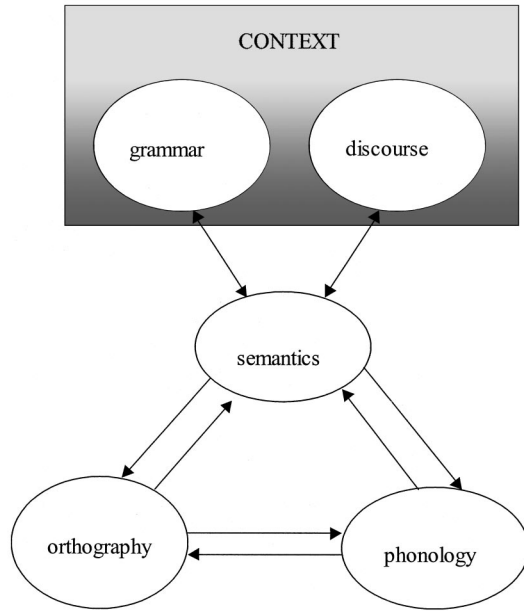 CONTEXT
grammar
discourse
semantics
orthography
phonology